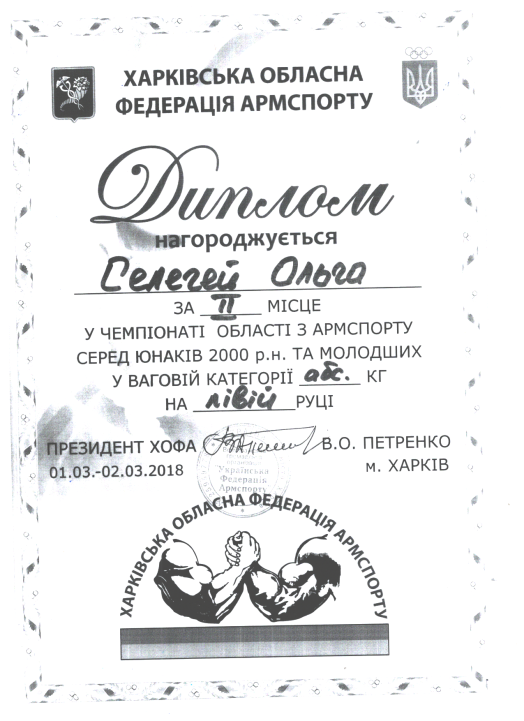 ХАРКІВСЬКА ОБЛАСНА
ФЕДЕРАЦІЯ АРМСПОРТУ
Диплом
нагороджується
Селегей Ольга
ЗА II МІСЦЕ
У ЧЕМПІОНАТІ ОБЛАСТІ З АРМСПОРТУ
СЕРЕД ЮНАКІВ 2000 р.н. ТА МОЛОДШИХ
У ВАГОВІЙ КАТЕГОРІЇ абс. КГ
НА лівій РУЦІ
ПРЕЗИДЕНТ ХОФА В.О. ПЕТРЕНКО
01.03.-02.03.2018 м. ХАРКІВ
Українська
Федерація
Армспорту
ХАРКІВСЬКА ОБЛАСНА ФЕДЕРАЦІЯ АРМСПОРТУ